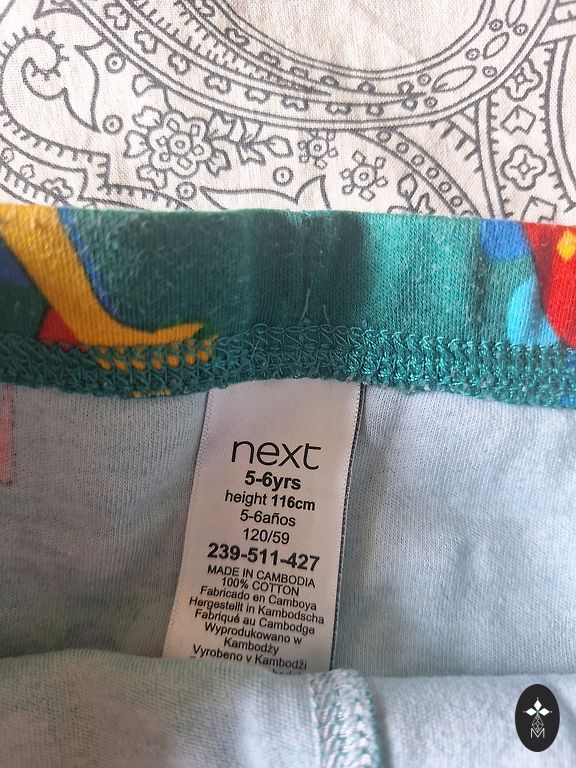 next
5-6yrs
height 116cm
5-6años
120/59
239-511-427
MADE IN CAMBODIA
100% COTTON
Fabricado en Camboya
Hergestellt in Kambodscha
Fabriqué au Cambodge
Wyprodukowano w
Kambodży
Vyrobeno v Kambodži
M